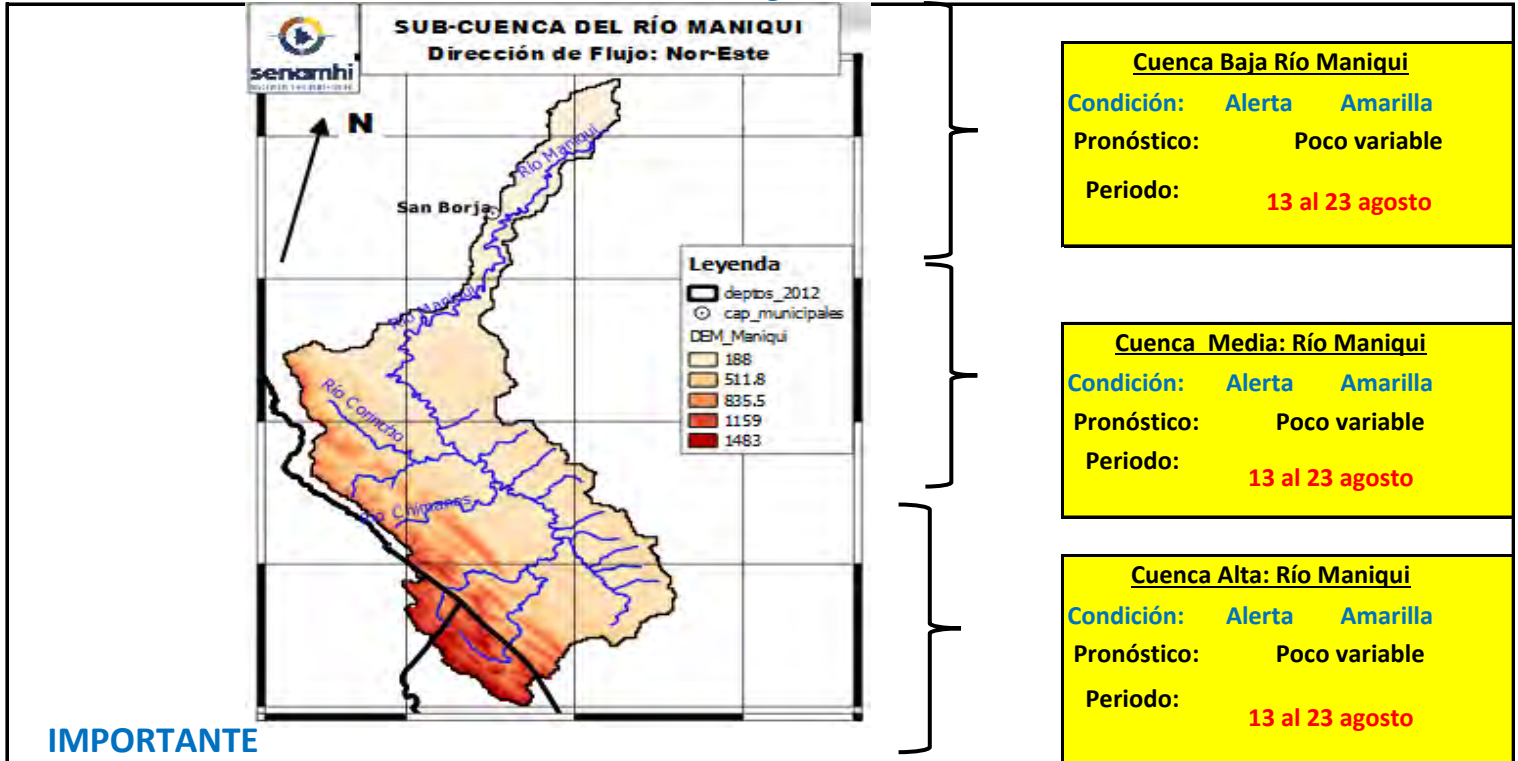 SUB-CUENCA DEL RÍO MANIQUI
Dirección de Flujo: Nor-Este
senamhi
N
Río Maniqui
San Borja
Río Maniqui
Río Chimanes
Leyenda
deptos_2012
cap_municipales
DEM_Maniqui
188
511.8
835.5
1159
1483
Cuenca Baja Río Maniqui
Condición: Alerta Amarilla
Pronóstico: Poco variable
Periodo: 13 al 23 agosto
Cuenca Media: Río Maniqui
Condición: Alerta Amarilla
Pronóstico: Poco variable
Periodo: 13 al 23 agosto
Cuenca Alta: Río Maniqui
Condición: Alerta Amarilla
Pronóstico: Poco variable
Periodo: 13 al 23 agosto
IMPORTANTE